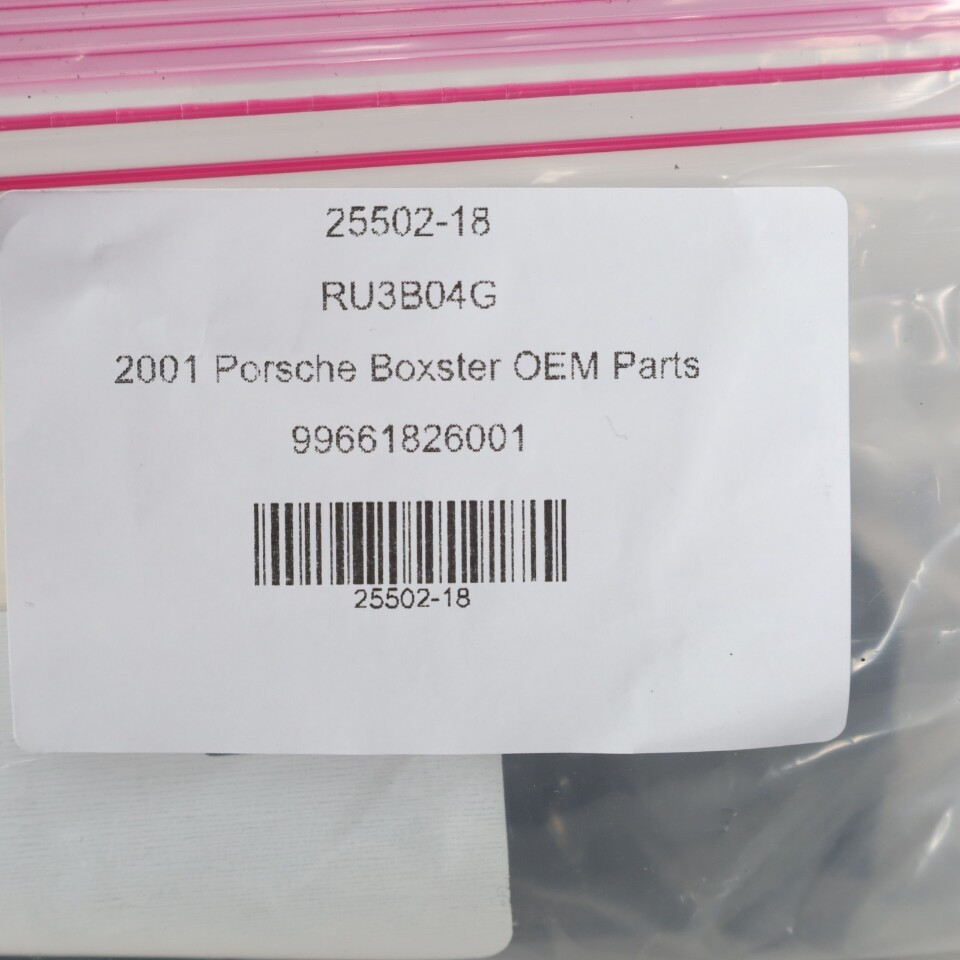 25502-18
RU3B04G
2001 Porsche Boxster OEM Parts
99661826001
25502-18